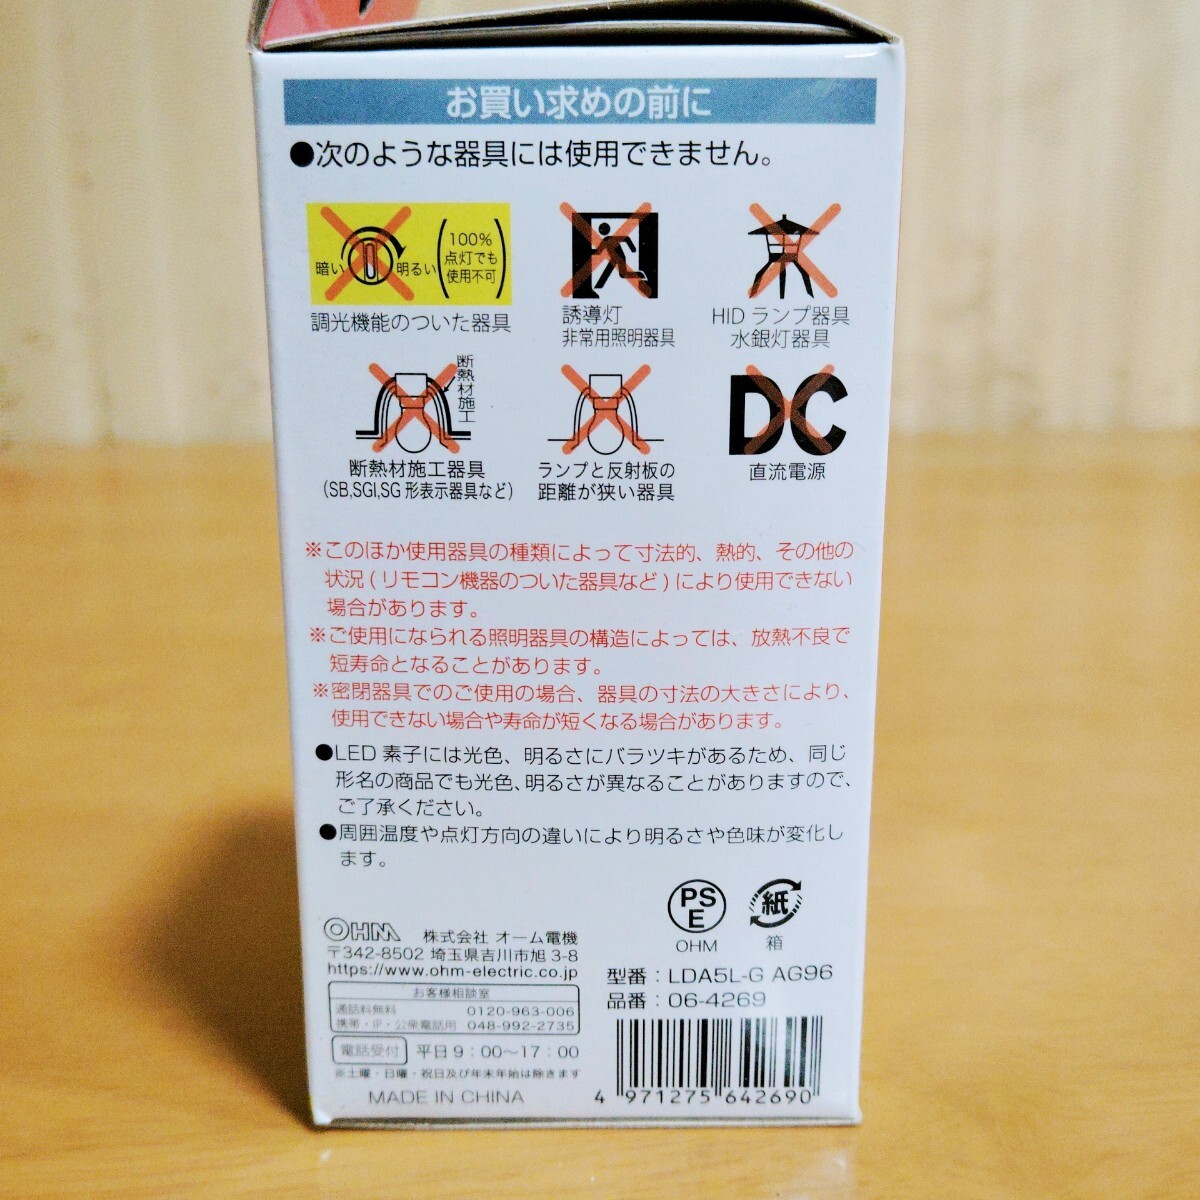 お買い求めの前に
●次のような器具には使用できません。
暗い 明るい (100%点灯でも使用不可)
調光機能のついた器具
誘導灯
非常用照明器具
HID ランプ器具
水銀灯器具
断熱材施工
断熱材施工器具
(SB,SGI,SG 形表示器具など)
ランプと反射板の
距離が狭い器具
DC
直流電源
※このほか使用器具の種類によって寸法的、熱的、その他の
状況(リモコン機器のついた器具など)により使用できない
場合があります。
※ご使用になられる照明器具の構造によっては、放熱不良で
短寿命となることがあります。
※密閉器具でのご使用の場合、器具の寸法の大きさにより、
使用できない場合や寿命が短くなる場合があります。
●LED 素子には光色、明るさにバラツキがあるため、同じ
形名の商品でも光色、明るさが異なることがありますので、
ご了承ください。
●周囲温度や点灯方向の違いにより明るさや色味が変化し
ます。
PS
E
OHM
紙
箱
OHM 株式会社 オーム電機
〒342-8502 埼玉県吉川市旭 3-8
https://www.ohm-electric.co.jp
お客様相談室
通話料無料 0120-963-006
携帯・IP・公衆電話用 048-992-2735
電話受付 平日 9：00～17：00
※土曜・日曜・祝日及び年末年始は除きます
MADE IN CHINA
型番：LDA5L-G AG96
品番：06-4269
4 971275 642690